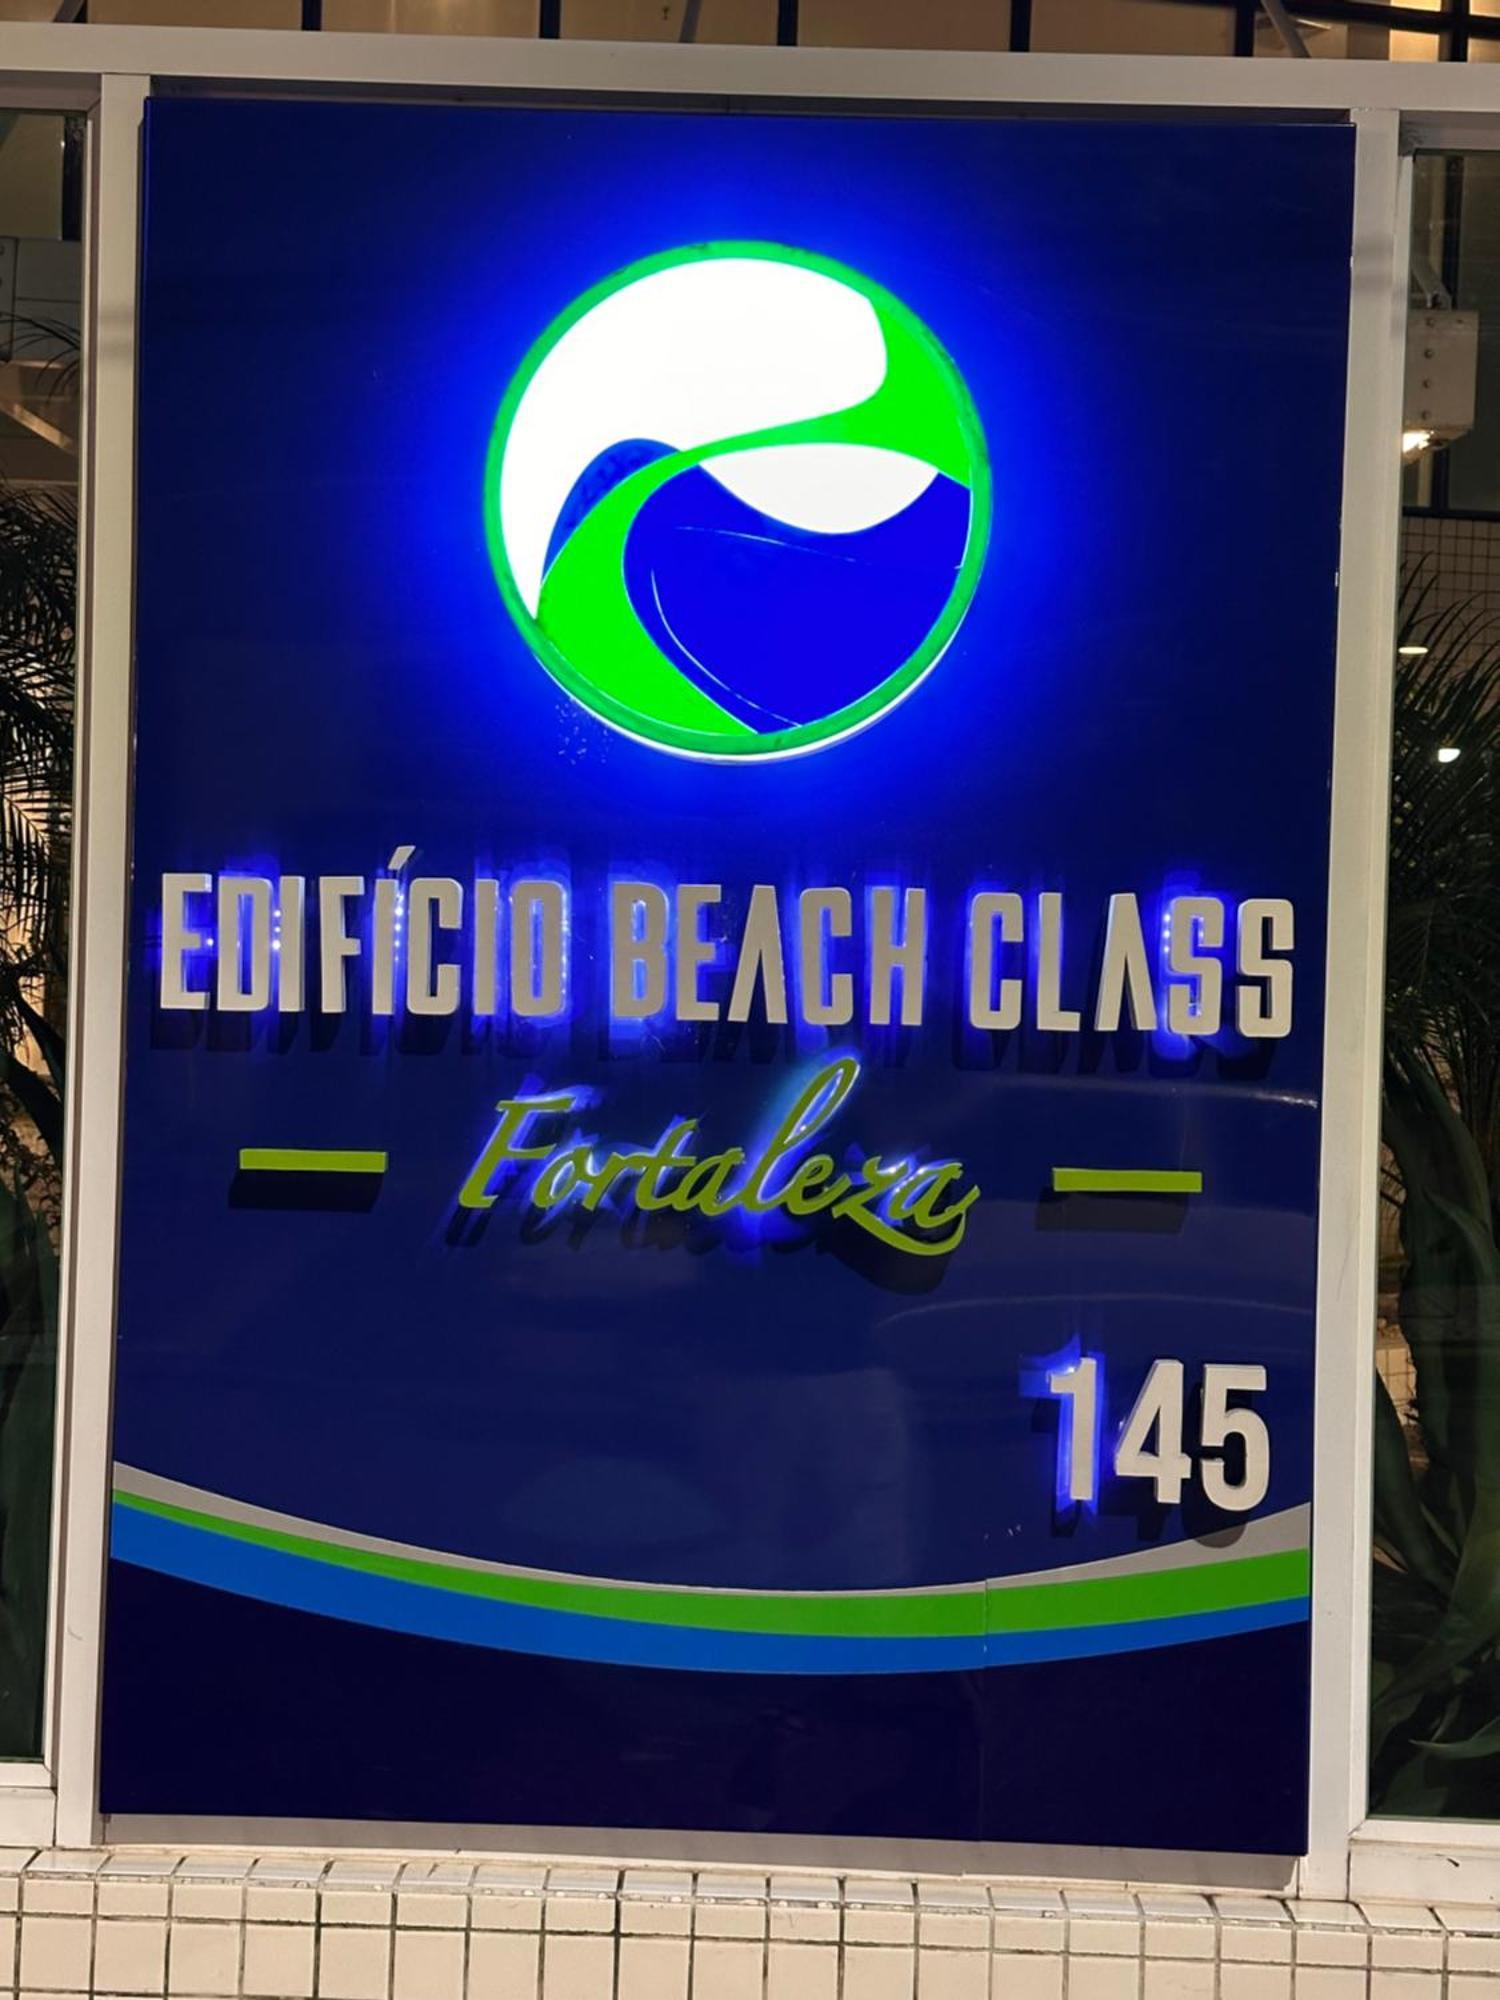 EDIFÍCIO BEACH CLASS
Fortaleza
145